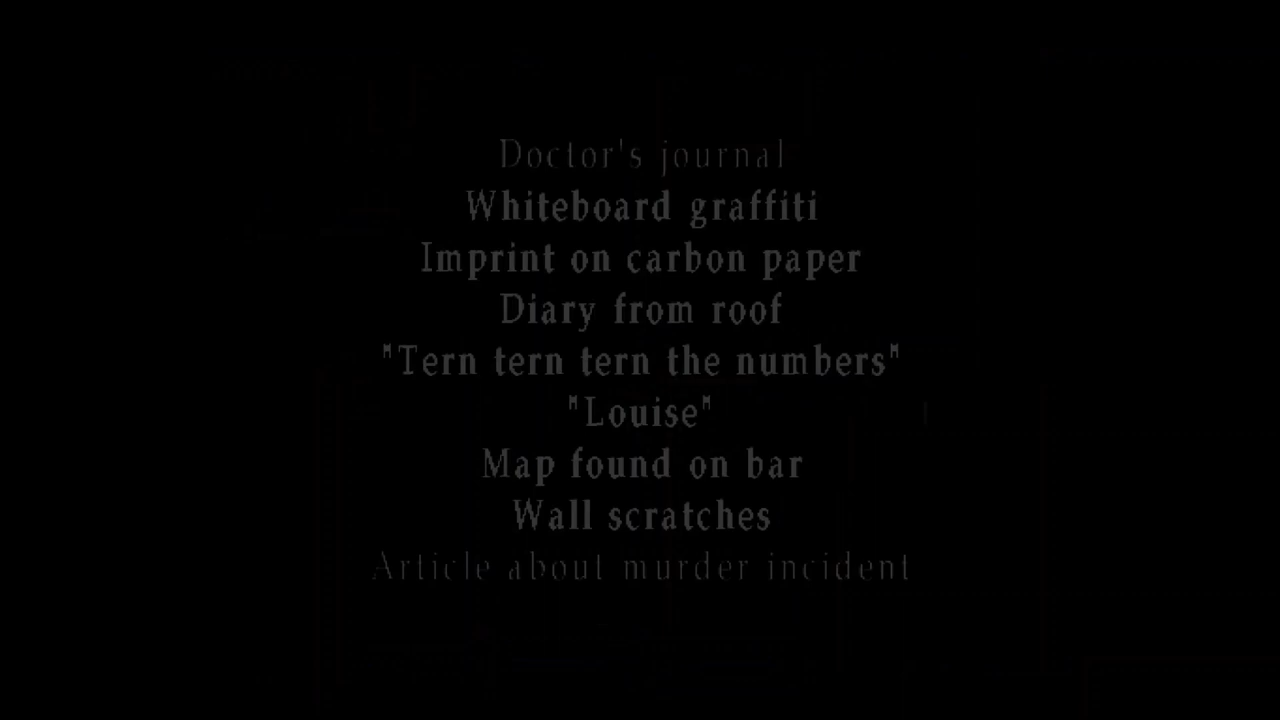 Doctor's journal
Whiteboard graffiti
Imprint on carbon paper
Diary from roof
"Tern tern tern the numbers"
"Louise"
Map found on bar
Wall scratches
Article about murder incident